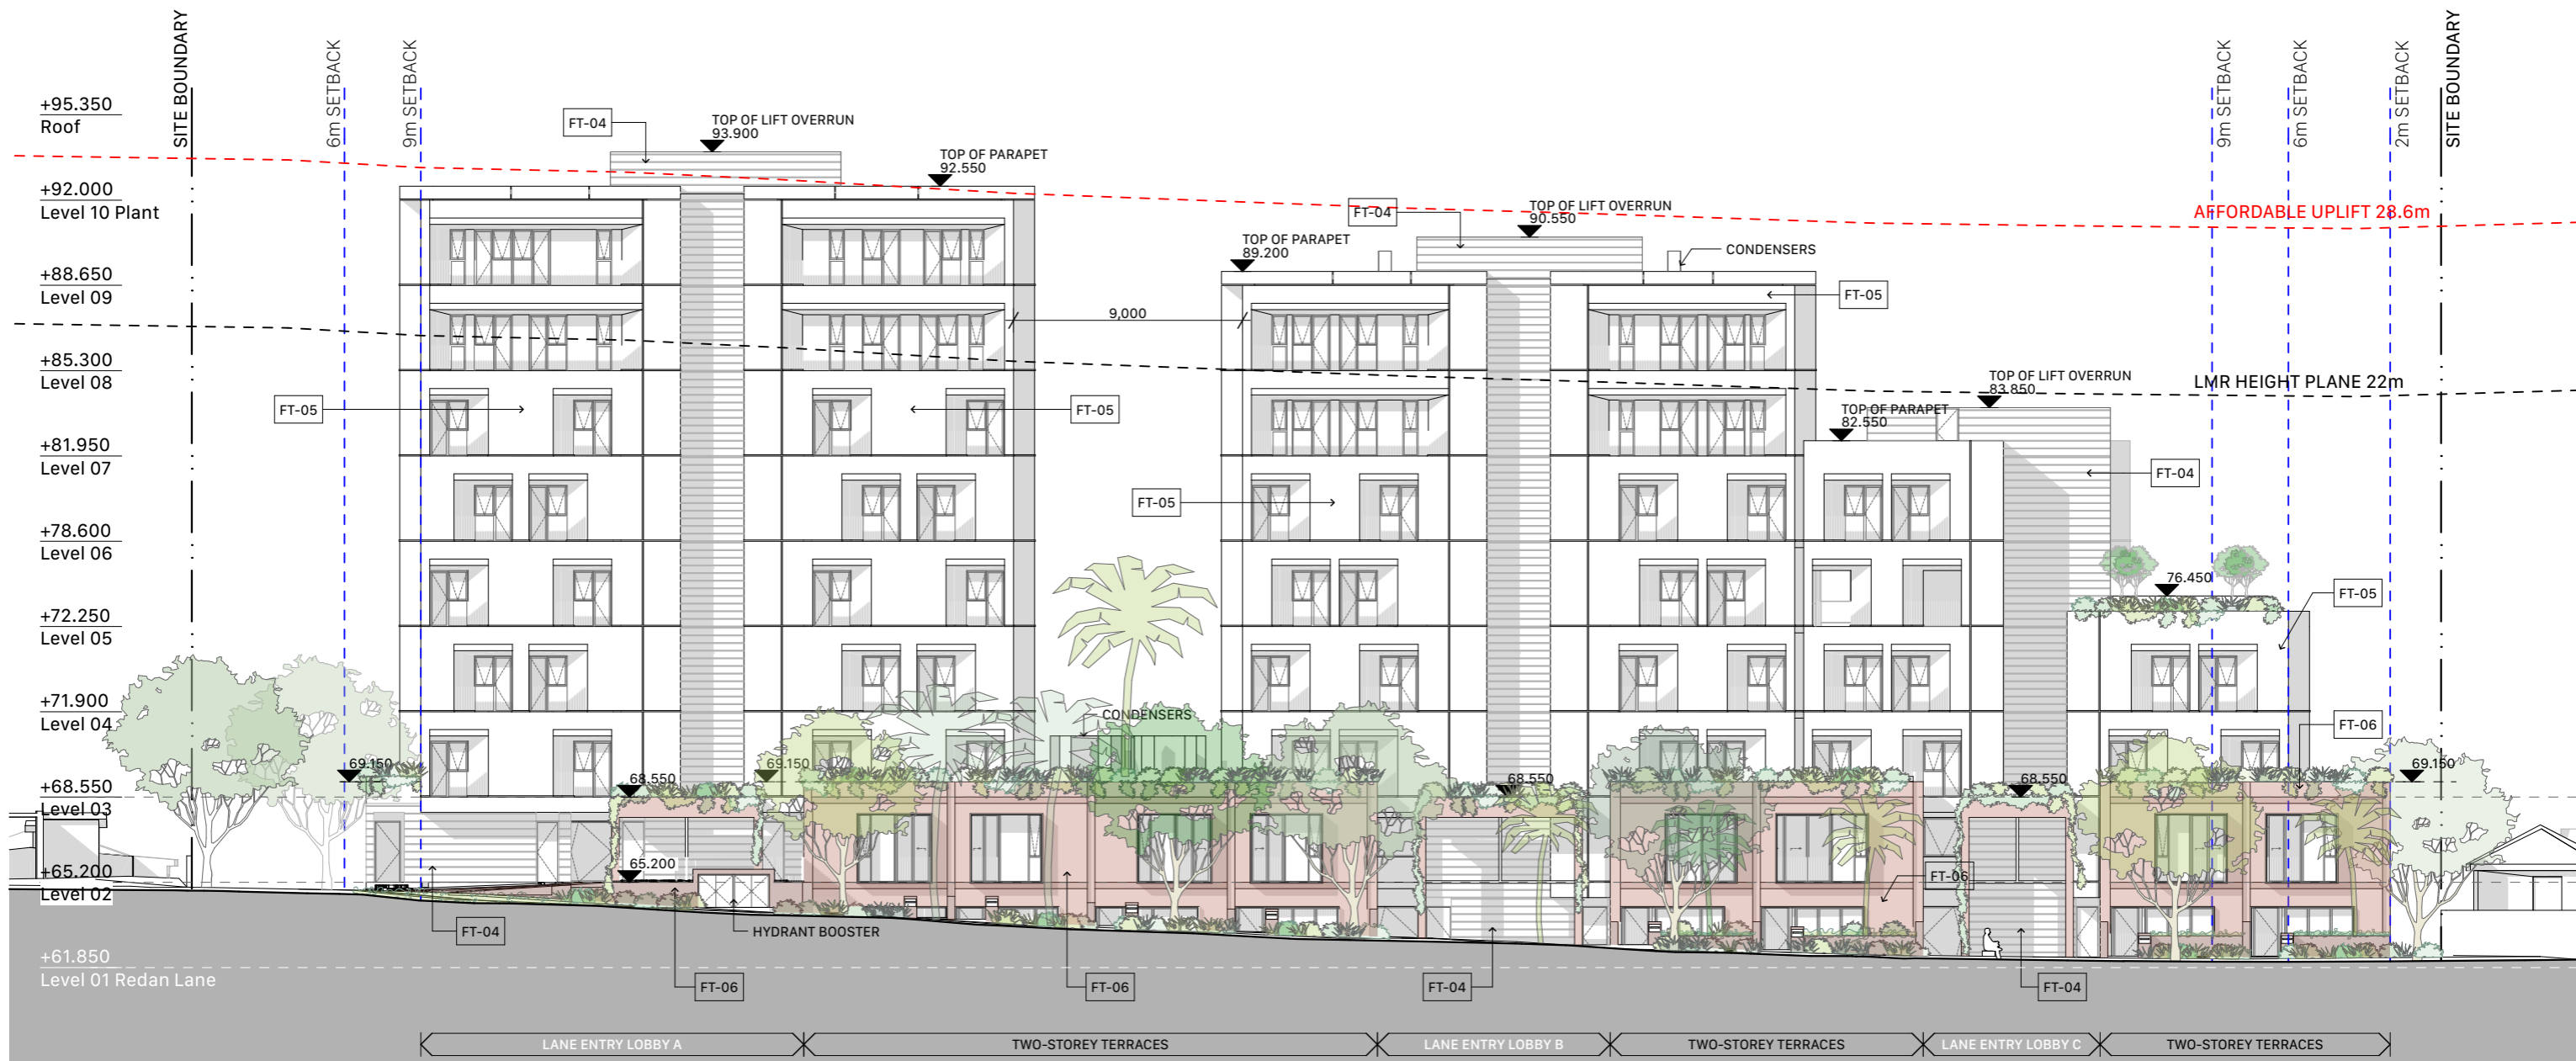 SITE BOUNDARY
6m SETBACK
9m SETBACK
9m SETBACK
6m SETBACK
2m SETBACK
SITE BOUNDARY
+95.350
Roof
FT-04
TOP OF LIFT OVERRUN
93.900
TOP OF PARAPET
92.550
+92.000
Level 10 Plant
FT-04
TOP OF LIFT OVERRUN
90.550
AFFORDABLE UPLIFT 28.6m
TOP OF PARAPET
89.200
CONDENSERS
+88.650
Level 09
FT-05
9,000
+85.300
Level 08
TOP OF LIFT OVERRUN
83.850
LMR HEIGHT PLANE 22m
FT-05
FT-05
TOP OF PARAPET
82.550
+81.950
Level 07
FT-04
FT-05
+78.600
Level 06
76.450
FT-05
+72.250
Level 05
+71.900
Level 04
CONDENSERS
FT-06
69.150
69.150
69.150
68.550
68.550
68.550
+68.550
Level 03
65.200
+65.200
Level 02
FT-06
FT-04
HYDRANT BOOSTER
+61.850
Level 01 Redan Lane
FT-06
FT-06
FT-04
FT-04
LANE ENTRY LOBBY A
TWO-STOREY TERRACES
LANE ENTRY LOBBY B
TWO-STOREY TERRACES
LANE ENTRY LOBBY C
TWO-STOREY TERRACES